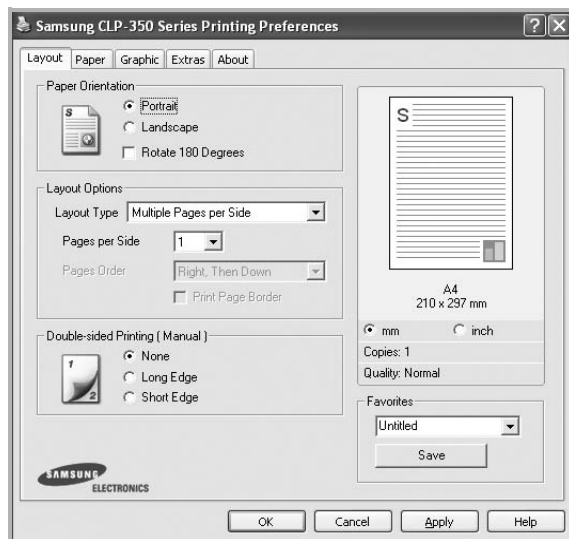 Samsung CLP-350 Series Printing Preferences
Layout Paper Graphic Extras About
Paper Orientation
S
Portrait
Landscape
Rotate 180 Degrees
Layout Options
Layout Type Multiple Pages per Side
Pages per Side 1
Pages Order Right, Then Down
Print Page Border
Double-sided Printing ( Manual )
1
2
None
Long Edge
Short Edge
SAMSUNG
ELECTRONICS
S
A4
210 x 297 mm
mm inch
Copies: 1
Quality: Normal
Favorites
Untitled
Save
OK Cancel Apply Help